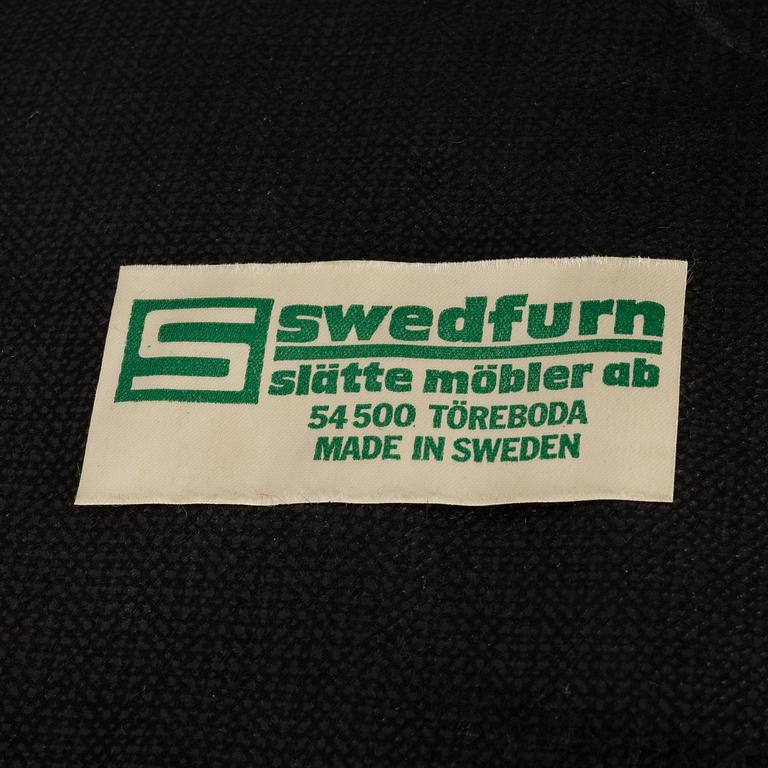 swedfurn
slätte möbler ab
54500 TÖREBODA
MADE IN SWEDEN